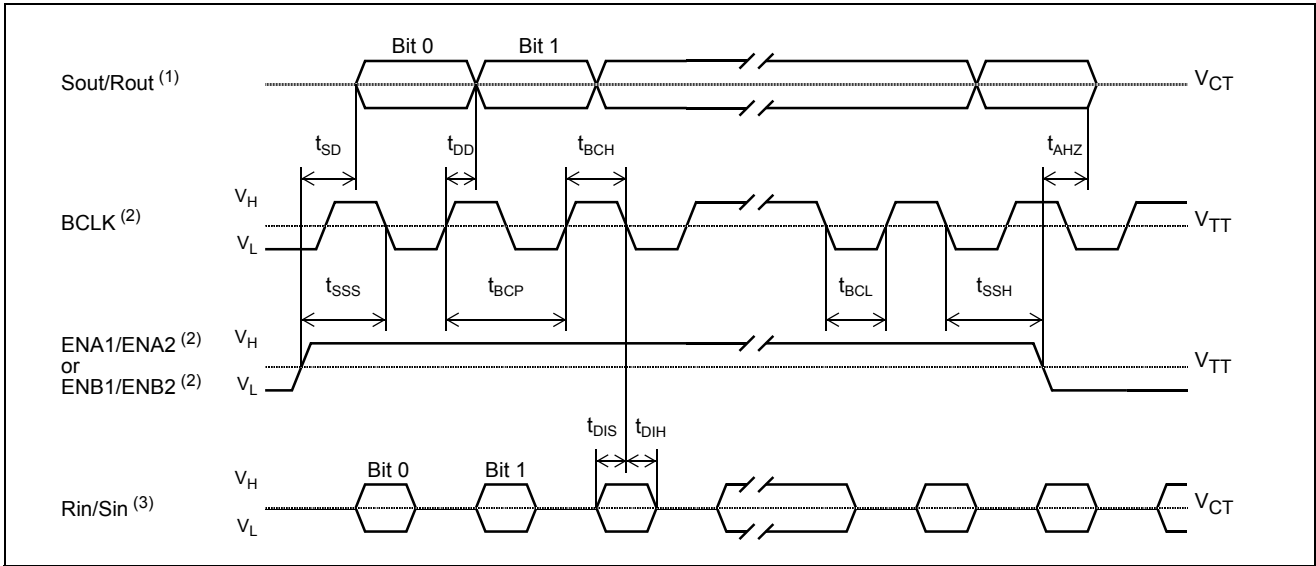 Bit 0 Bit 1
Sout/Rout (1) VCT
tSD tDD tBCH tAHZ
VH
BCLK (2) VTT
VL
tSSS tBCP tBCL tSSH
ENA1/ENA2 (2) VH
or VTT
ENB1/ENB2 (2) VL
tDIS tDIH
Bit 0 Bit 1
VH
Rin/Sin (3) VCT
VL